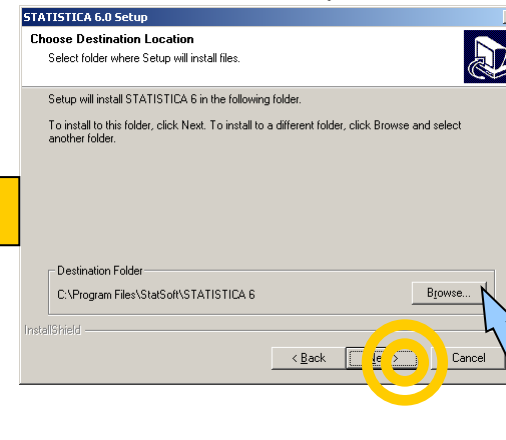 STATISTICA 6.0 Setup
Choose Destination Location
Select folder where Setup will install files.
Setup will install STATISTICA 6 in the following folder.
To install to this folder, click Next. To install to a different folder, click Browse and select
another folder.
Destination Folder
C:\Program Files\StatSoft\STATISTICA 6
Browse...
InstallShield
< Back
Cancel